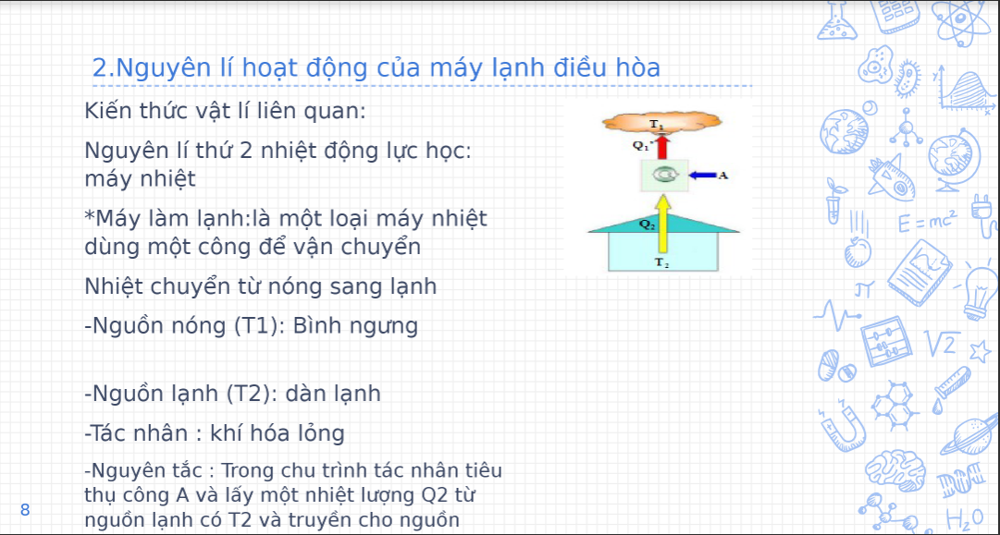 2.Nguyên lí hoạt động của máy lạnh điều hòa
Kiến thức vật lí liên quan:
Nguyên lí thứ 2 nhiệt động lực học:
máy nhiệt
*Máy làm lạnh:là một loại máy nhiệt
dùng một công để vận chuyển
Nhiệt chuyển từ nóng sang lạnh
-Nguồn nóng (T1): Bình ngưng
-Nguồn lạnh (T2): dàn lạnh
-Tác nhân : khí hóa lỏng
-Nguyên tắc : Trong chu trình tác nhân tiêu
thụ công A và lấy một nhiệt lượng Q2 từ
nguồn lạnh có T2 và truyền cho nguồn
8
T₁
Q₁'
A
Q₂
T₂
y
x
E=mc²
π
√2
H₂O